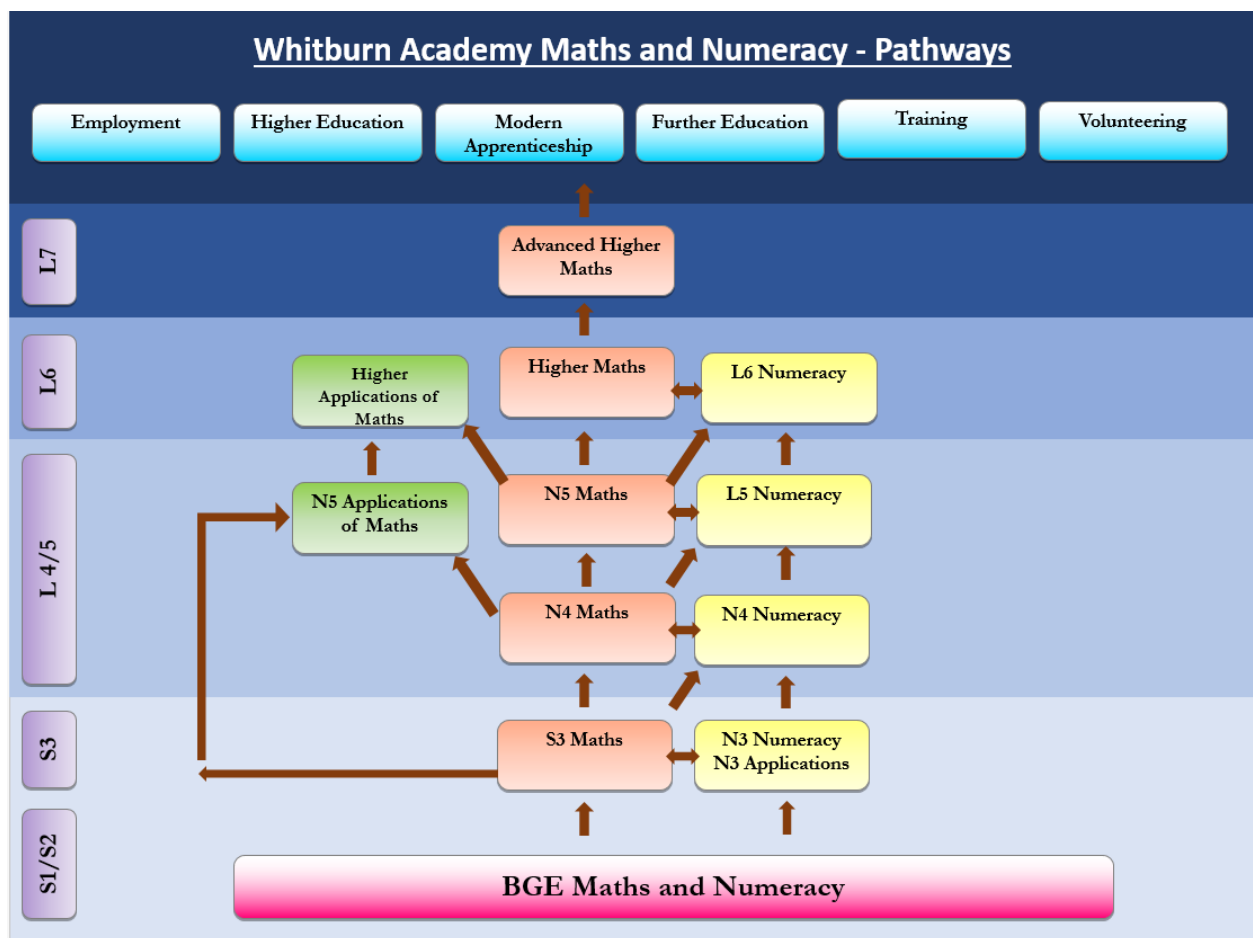 Whitburn Academy Maths and Numeracy - Pathways
Employment
Higher Education
Modern
Apprenticeship
Further Education
Training
Volunteering
L7
Advanced Higher
Maths
L6
Higher
Applications of
Maths
Higher Maths
L6 Numeracy
L 4/5
N5 Applications
of Maths
N5 Maths
L5 Numeracy
N4 Maths
N4 Numeracy
S3
S3 Maths
N3 Numeracy
N3 Applications
S1/S2
BGE Maths and Numeracy